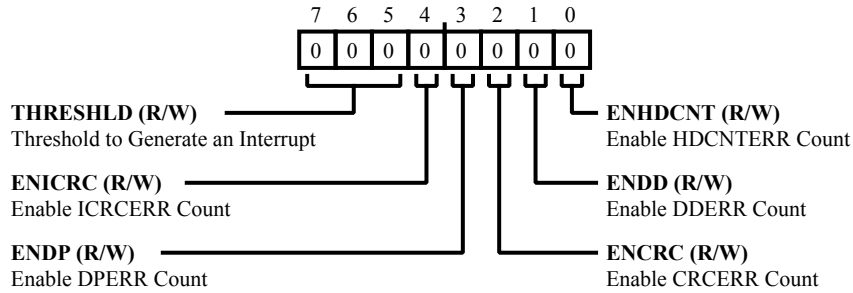 7 6 5 4 3 2 1 0
0 0 0 0 0 0 0 0
THRESHLD (R/W)
Threshold to Generate an Interrupt
ENICRC (R/W)
Enable ICRCERR Count
ENDP (R/W)
Enable DPERR Count
ENHDCNT (R/W)
Enable HDCNTERR Count
ENDD (R/W)
Enable DDERR Count
ENCRC (R/W)
Enable CRCERR Count